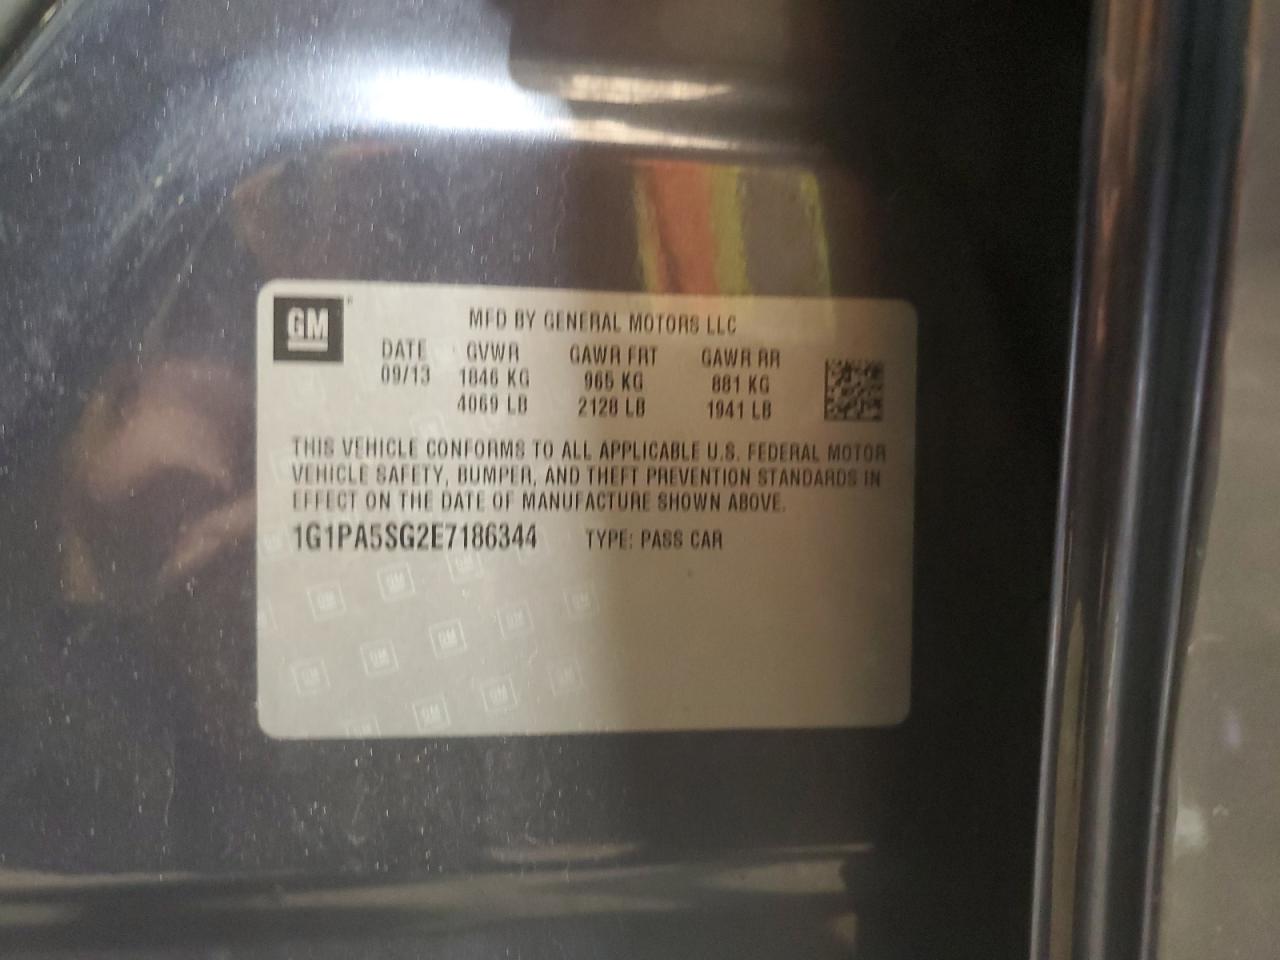 GM
MFD BY GENERAL MOTORS LLC
DATE GVWR GAWR FRT GAWR RR
09/13 1846 KG 965 KG 881 KG
4069 LB 2128 LB 1941 LB
THIS VEHICLE CONFORMS TO ALL APPLICABLE U.S. FEDERAL MOTOR
VEHICLE SAFETY, BUMPER, AND THEFT PREVENTION STANDARDS IN
EFFECT ON THE DATE OF MANUFACTURE SHOWN ABOVE.
1G1PA5SG2E7186344 TYPE: PASS CAR